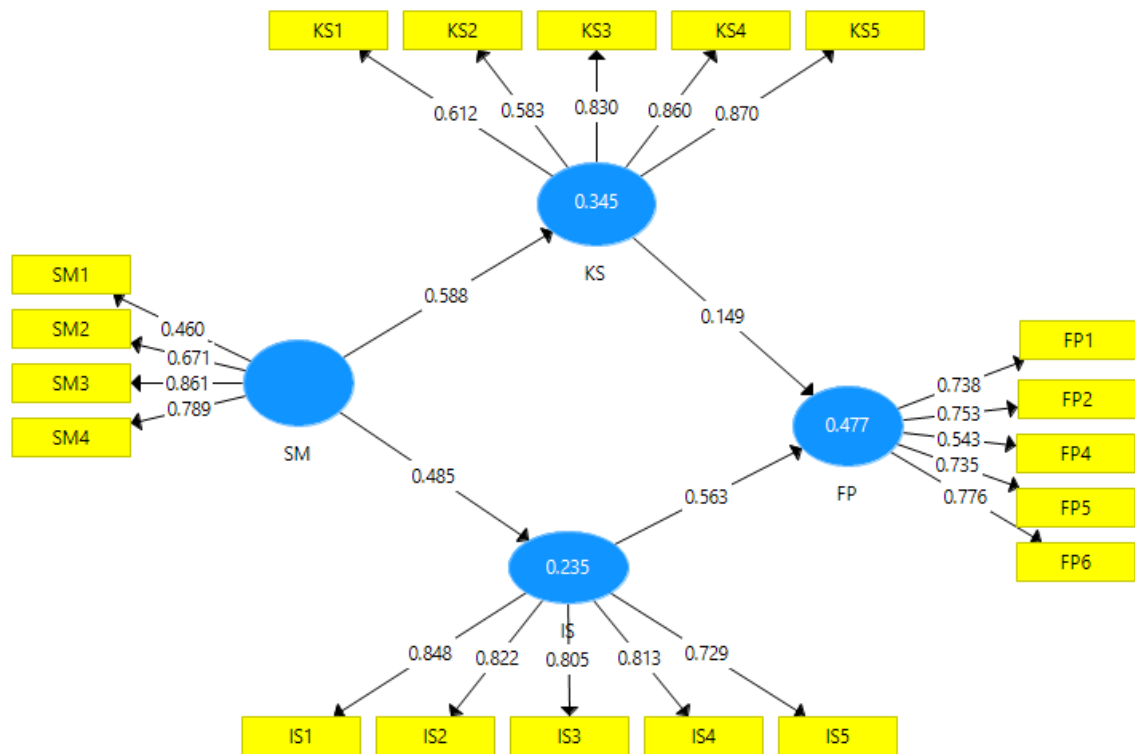 KS1 KS2 KS3 KS4 KS5
0.612 0.583 0.830 0.860 0.870
0.345
KS
SM1
SM2
SM3
SM4
0.460
0.671
0.861
0.789
SM
0.588
0.485
0.149
0.563
0.477
FP
0.738
0.753
0.543
0.735
0.776
FP1
FP2
FP4
FP5
FP6
0.235
IS
0.848 0.822 0.805 0.813 0.729
IS1 IS2 IS3 IS4 IS5